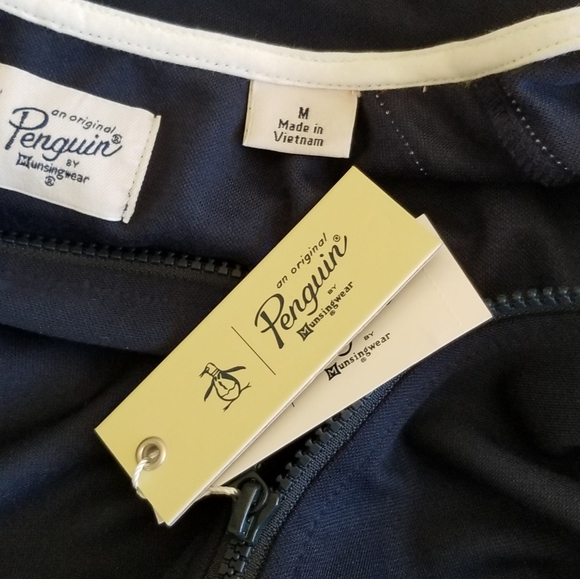 an original
Penguin®
BY
Munsingwear
®
M
Made in
Vietnam
an original
Penguin®
BY
Munsingwear
®
BY
Munsingwear
®